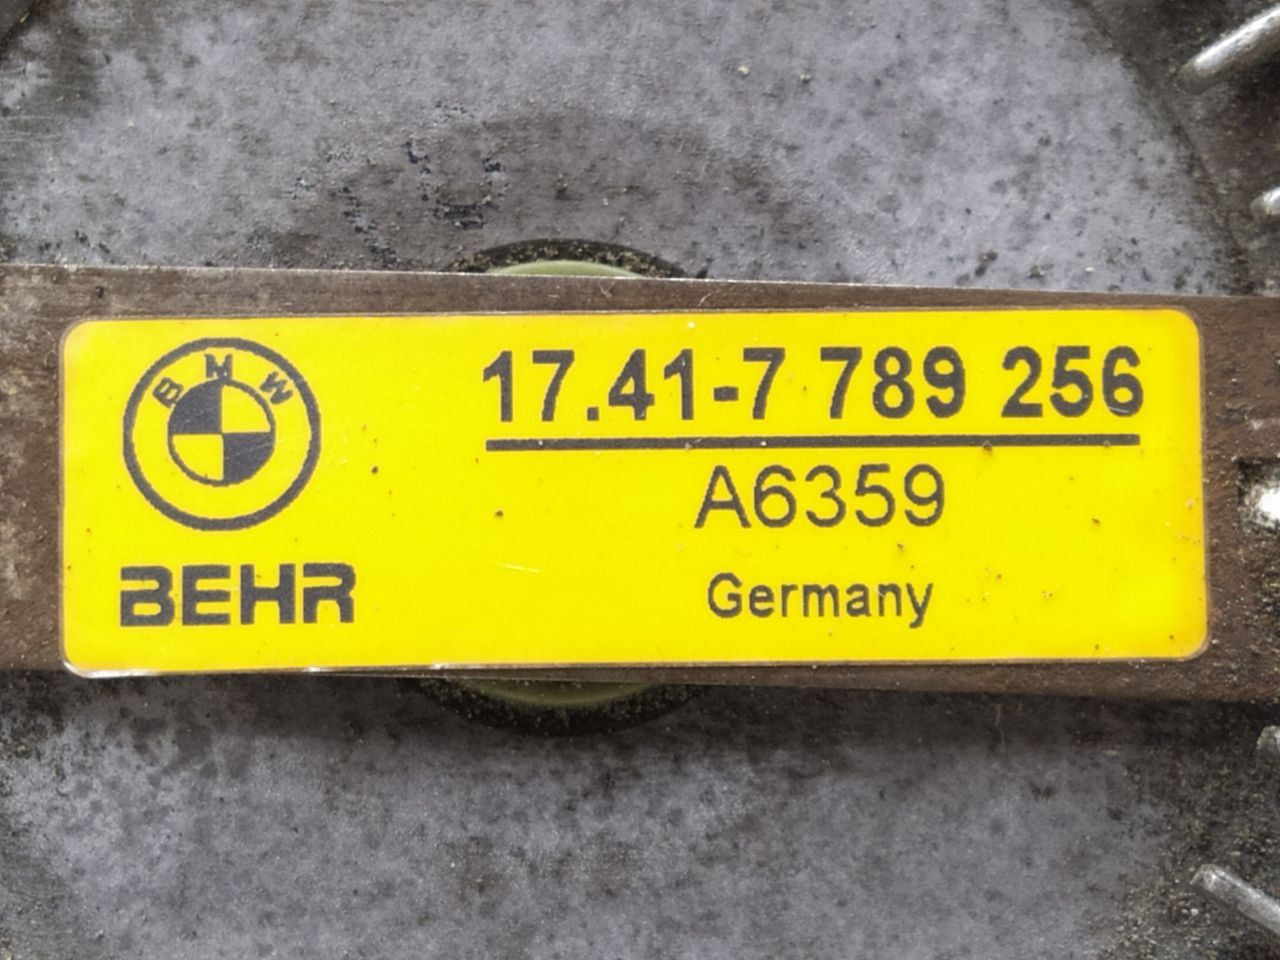 BMW
17.41-7 789 256
A6359
BEHR
Germany